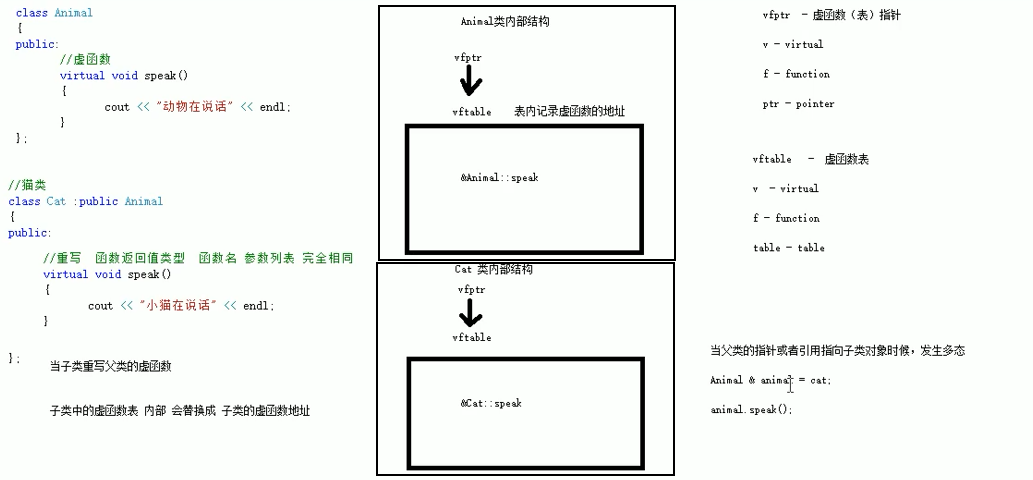 class Animal
{
public:
//虚函数
virtual void speak()
{
cout << "动物在说话" << endl;
}
};
//猫类
class Cat :public Animal
{
public:
//重写 函数返回值类型 函数名 参数列表 完全相同
virtual void speak()
{
cout << "小猫在说话" << endl;
}
};
当子类重写父类的虚函数
子类中的虚函数表 内部 会替换成 子类的虚函数地址
Animal类内部结构
vfptr
vftable 表内记录虚函数的地址
&Animal::speak
Cat 类内部结构
vfptr
vftable
&Cat::speak
vfptr - 虚函数（表）指针
v - virtual
f - function
ptr - pointer
vftable - 虚函数表
v - virtual
f - function
table - table
当父类的指针或者引用指向子类对象时候，发生多态
Animal & animal = cat;
animal.speak();